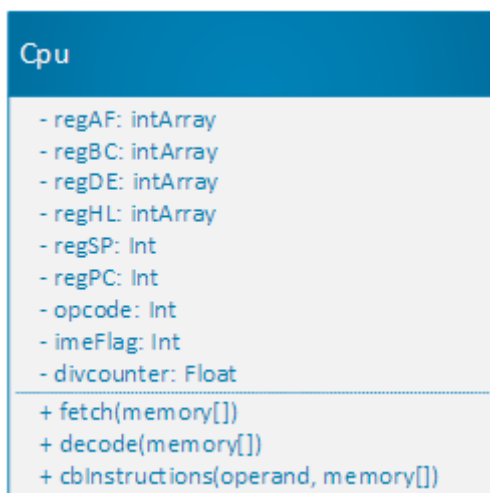 Cpu
- regAF: intArray
- regBC: intArray
- regDE: intArray
- regHL: intArray
- regSP: Int
- regPC: Int
- opcode: Int
- imeFlag: Int
- divcounter: Float
+ fetch(memory[])
+ decode(memory[])
+ cbInstructions(operand, memory[])